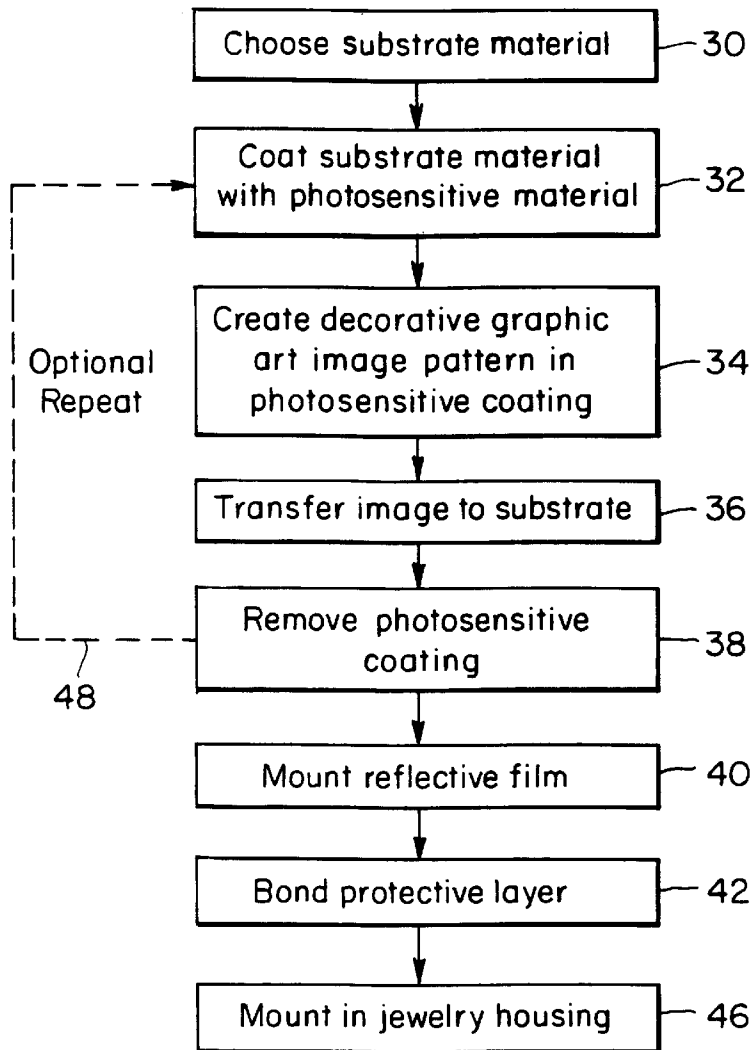 Choose substrate material
30
Coat substrate material
with photosensitive material
32
Create decorative graphic
art image pattern in
photosensitive coating
34
Optional
Repeat
Transfer image to substrate
36
Remove photosensitive
coating
38
48
Mount reflective film
40
Bond protective layer
42
Mount in jewelry housing
46